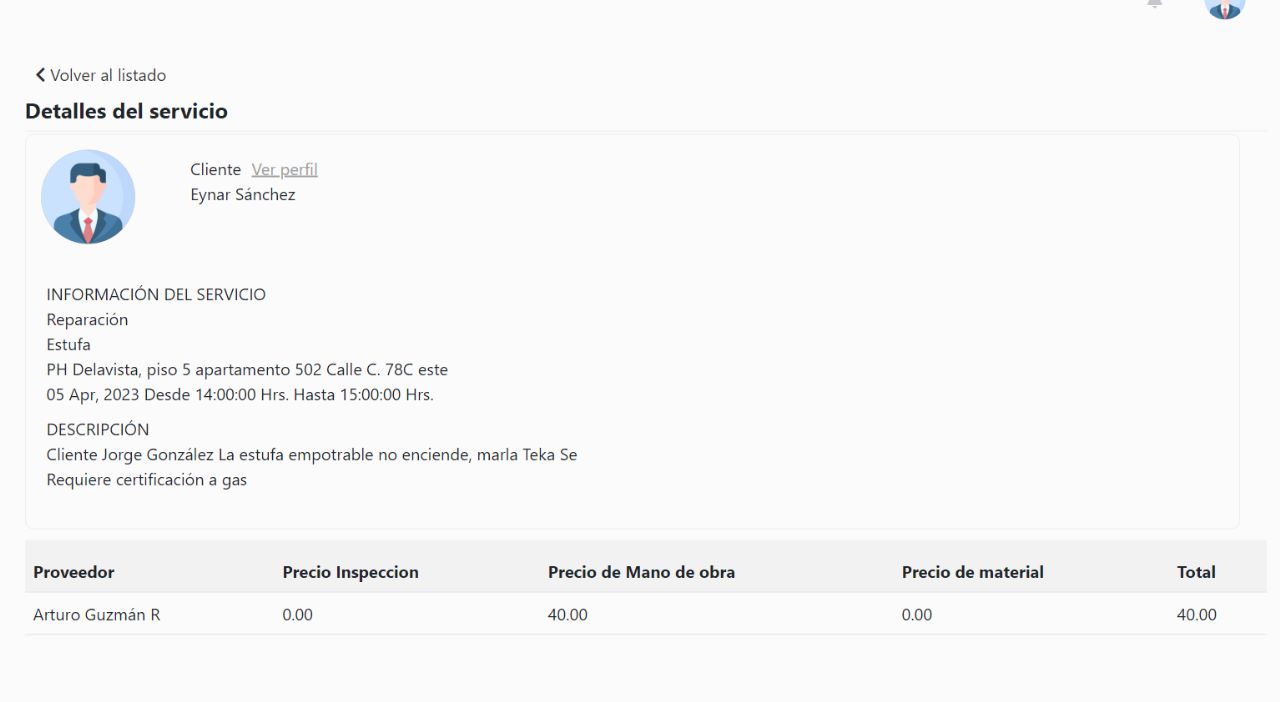 Volver al listado
Detalles del servicio
Cliente Ver perfil
Eynar Sánchez
INFORMACIÓN DEL SERVICIO
Reparación
Estufa
PH Delavista, piso 5 apartamento 502 Calle C. 78C este
05 Apr, 2023 Desde 14:00:00 Hrs. Hasta 15:00:00 Hrs.
DESCRIPCIÓN
Cliente Jorge González La estufa empotrable no enciende, marla Teka Se
Requiere certificación a gas
Proveedor Precio Inspeccion Precio de Mano de obra Precio de material Total
Arturo Guzmán R 0.00 40.00 0.00 40.00